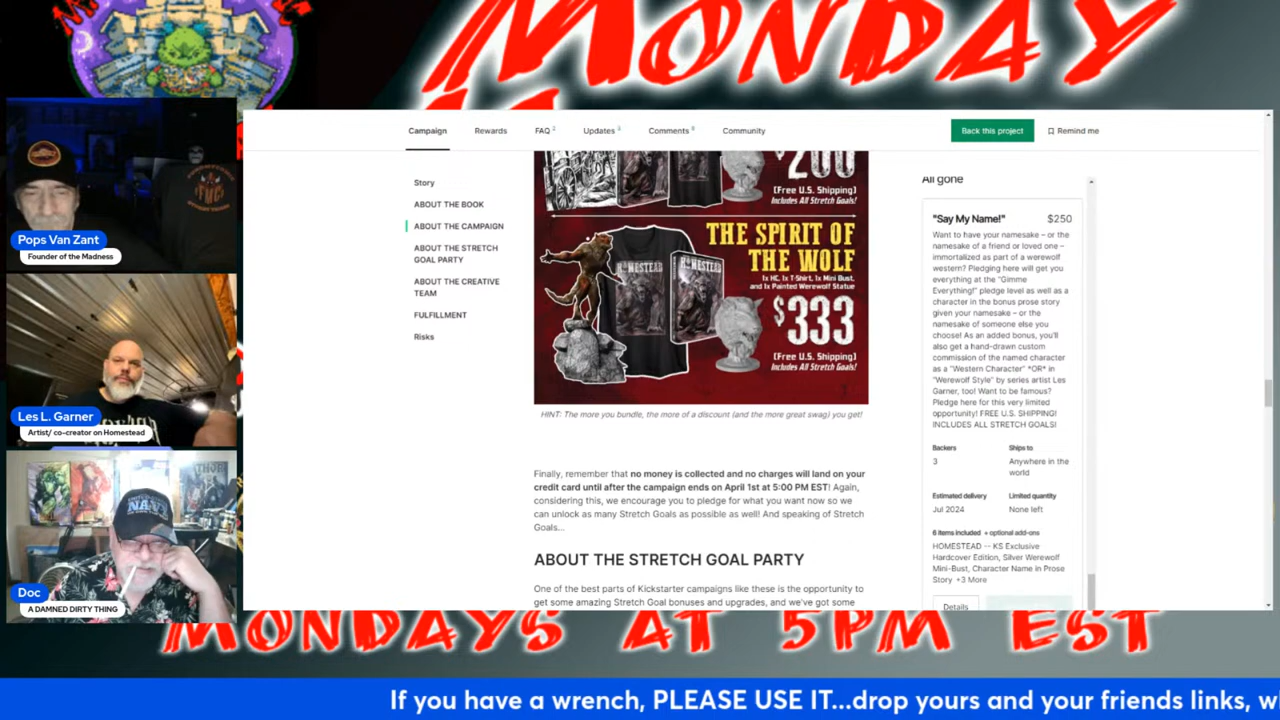 MONDAY
Campaign
Rewards
FAQ 2
Updates
Comments
Community
Back this project
Remind me
Story
ABOUT THE BOOK
ABOUT THE CAMPAIGN
ABOUT THE STRETCH
GOAL PARTY
ABOUT THE CREATIVE
TEAM
FULFILLMENT
Risks
$200
[Free U.S. Shipping]
Includes All Stretch Goals!
THE SPIRIT OF
THE WOLF
1x HC, 1x T-Shirt, 1x Mini Bust,
and 1x Painted Werewolf Statue
HOMESTEAD
$333
[Free U.S. Shipping]
Includes All Stretch Goals!
HINT: The more you bundle, the more of a discount (and the more great swag) you get!
Finally, remember that no money is collected and no charges will land on your
credit card until after the campaign ends on April 1st at 5:00 PM EST! Again,
considering this, we encourage you to pledge for what you want now so we
can unlock as many Stretch Goals as possible as well! And speaking of Stretch
Goals...
ABOUT THE STRETCH GOAL PARTY
One of the best parts of Kickstarter campaigns like these is the opportunity to
get some amazing Stretch Goal bonuses and upgrades, and we've got some
All gone
"Say My Name!" $250
Want to have your namesake – or the
namesake of a friend or loved one –
immortalized as part of a werewolf
western? Pledging here will get you
everything at the "Gimme
Everything!" pledge level as well as a
character in the bonus prose story
given your namesake – or the
namesake of someone else you
choose! As an added bonus, you'll
also get a hand-drawn custom
commission of the named character
as a "Western Character" *OR* in
"Werewolf Style" by series artist Les
Garner, too! Want to be famous?
Pledge here for this very limited
opportunity! FREE U.S. SHIPPING!
INCLUDES ALL STRETCH GOALS!
Backers
3
Ships to
Anywhere in the
world
Estimated delivery
Jul 2024
Limited quantity
None left
6 items included + optional add-ons
HOMESTEAD -- KS Exclusive
Hardcover Edition, Silver Werewolf
Mini-Bust, Character Name in Prose
Story +3 More
Details
Pops Van Zant
Founder of the Madness
Les L. Garner
Artist/ co-creator on Homestead
THOR
NAVY
Doc
A DAMNED DIRTY THING
MONDAYS AT 5PM EST
If you have a wrench, PLEASE USE IT...drop yours and your friends links, w